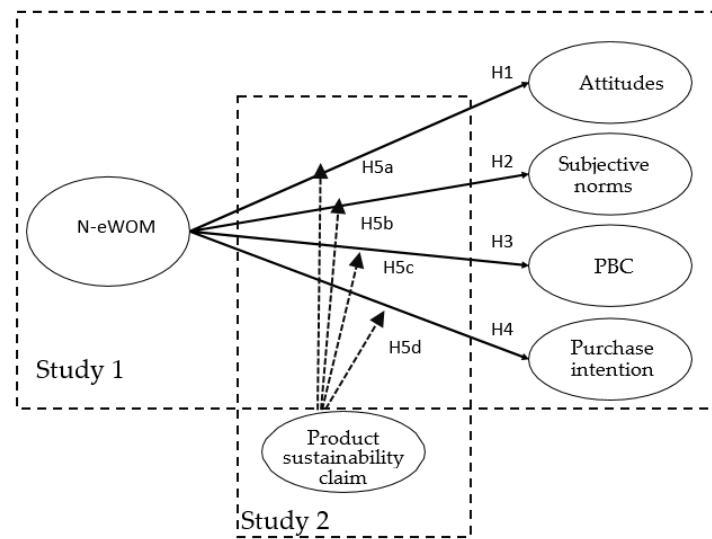 H1
Attitudes
H5a
H2
Subjective
norms
N-eWOM
H5b
H3
PBC
H5c
H4
Purchase
intention
H5d
Study 1
Product
sustainability
claim
Study 2